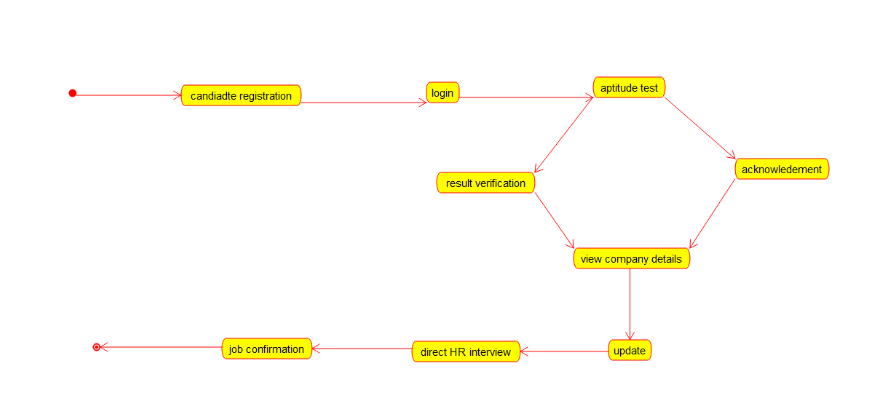 candiadte registration
login
aptitude test
result verification
acknowledement
view company details
job confirmation
direct HR interview
update